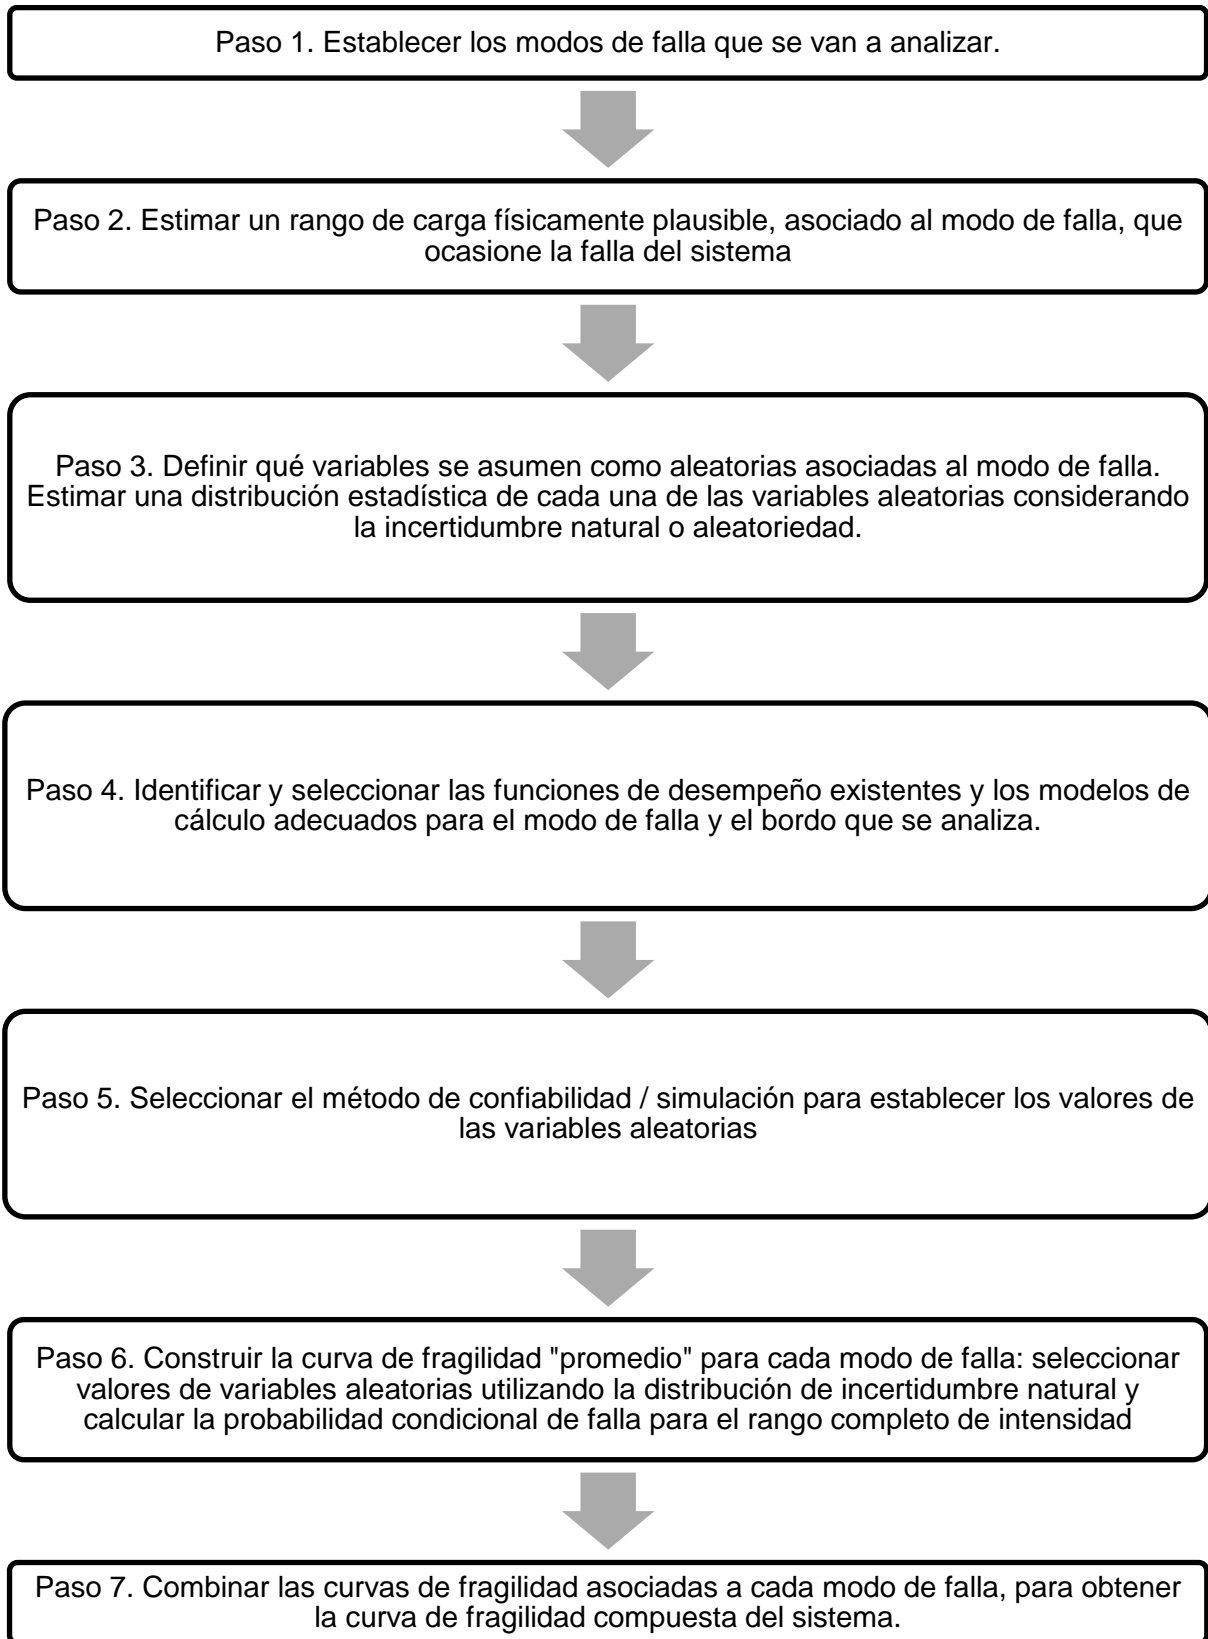 Paso 1. Establecer los modos de falla que se van a analizar.
Paso 2. Estimar un rango de carga físicamente plausible, asociado al modo de falla, que
ocasione la falla del sistema
Paso 3. Definir qué variables se asumen como aleatorias asociadas al modo de falla.
Estimar una distribución estadística de cada una de las variables aleatorias considerando
la incertidumbre natural o aleatoriedad.
Paso 4. Identificar y seleccionar las funciones de desempeño existentes y los modelos de
cálculo adecuados para el modo de falla y el bordo que se analiza.
Paso 5. Seleccionar el método de confiabilidad / simulación para establecer los valores de
las variables aleatorias
Paso 6. Construir la curva de fragilidad "promedio" para cada modo de falla: seleccionar
valores de variables aleatorias utilizando la distribución de incertidumbre natural y
calcular la probabilidad condicional de falla para el rango completo de intensidad
Paso 7. Combinar las curvas de fragilidad asociadas a cada modo de falla, para obtener
la curva de fragilidad compuesta del sistema.